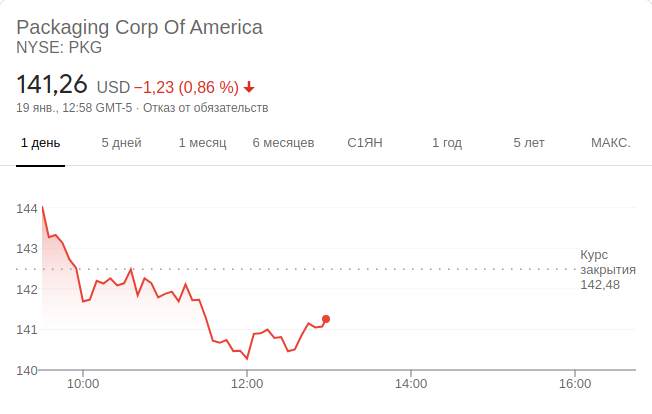 Packaging Corp Of America
NYSE: PKG
141,26 USD −1,23 (0,86 %)
19 янв., 12:58 GMT-5 · Отказ от обязательств
1 день 5 дней 1 месяц 6 месяцев С1ЯН 1 год 5 лет МАКС.
144
143
Курс
закрытия
142,48
142
141
140
10:00 12:00 14:00 16:00